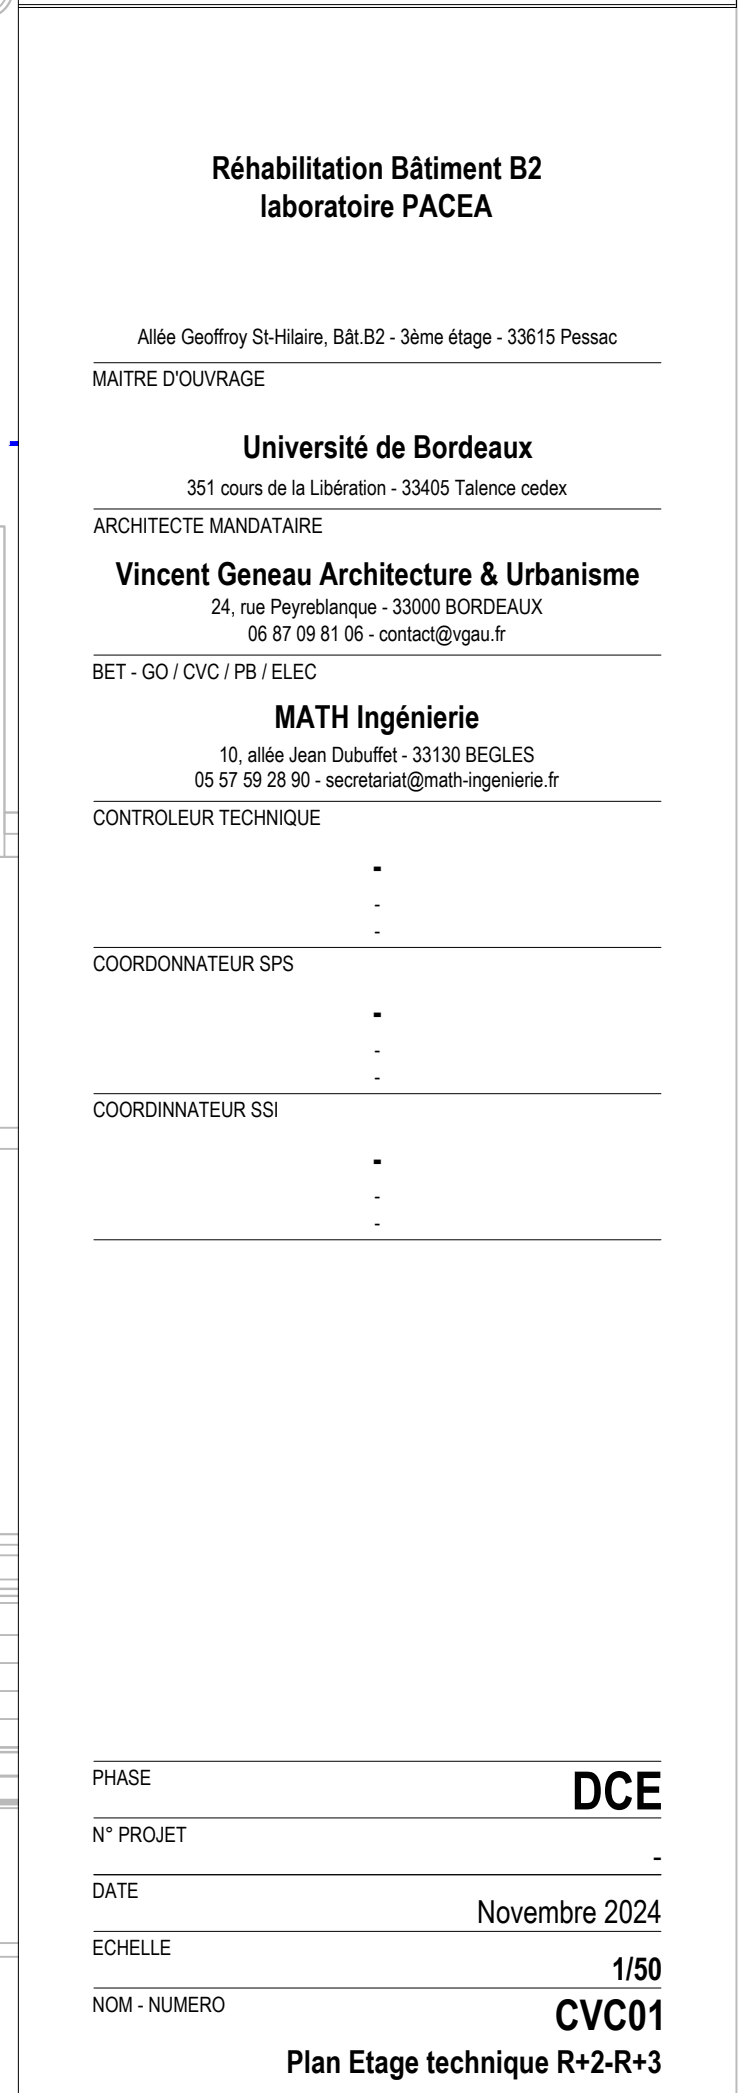 Réhabilitation Bâtiment B2
laboratoire PACEA
Allée Geoffroy St-Hilaire, Bât.B2 - 3ème étage - 33615 Pessac
MAITRE D'OUVRAGE
Université de Bordeaux
351 cours de la Libération - 33405 Talence cedex
ARCHITECTE MANDATAIRE
Vincent Geneau Architecture & Urbanisme
24, rue Peyreblanque - 33000 BORDEAUX
06 87 09 81 06 - contact@vgau.fr
BET - GO / CVC / PB / ELEC
MATH Ingénierie
10, allée Jean Dubuffet - 33130 BEGLES
05 57 59 28 90 - secretariat@math-ingenierie.fr
CONTROLEUR TECHNIQUE
-
-
-
COORDONNATEUR SPS
-
-
-
COORDINNATEUR SSI
-
-
-
PHASE
DCE
N° PROJET
-
DATE
Novembre 2024
ECHELLE
1/50
NOM - NUMERO
CVC01
Plan Etage technique R+2-R+3